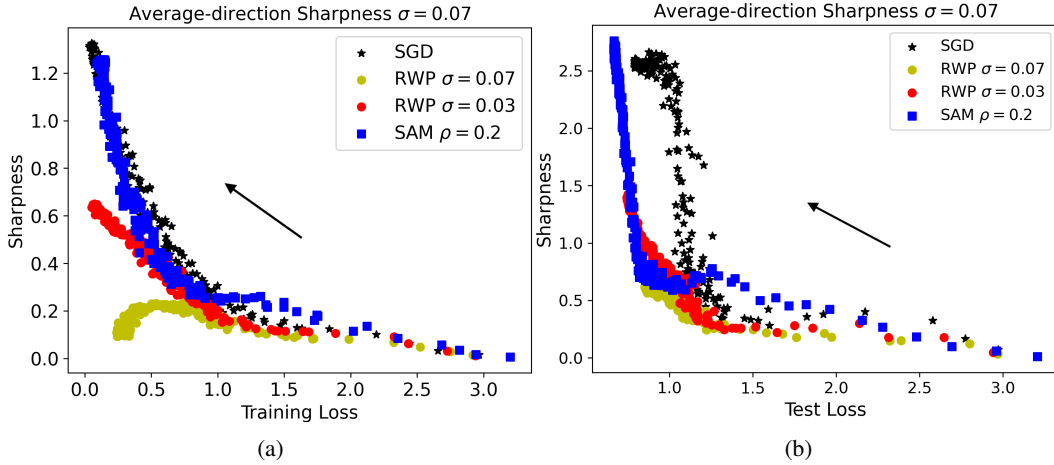 Average-direction Sharpness σ = 0.07
SGD
RWP σ = 0.07
RWP σ = 0.03
SAM ρ = 0.2
Sharpness
1.2
1.0
0.8
0.6
0.4
0.2
0.0
0.0 0.5 1.0 1.5 2.0 2.5 3.0
Training Loss
(a)
Average-direction Sharpness σ = 0.07
SGD
RWP σ = 0.07
RWP σ = 0.03
SAM ρ = 0.2
Sharpness
2.5
2.0
1.5
1.0
0.5
0.0
1.0 1.5 2.0 2.5 3.0
Test Loss
(b)